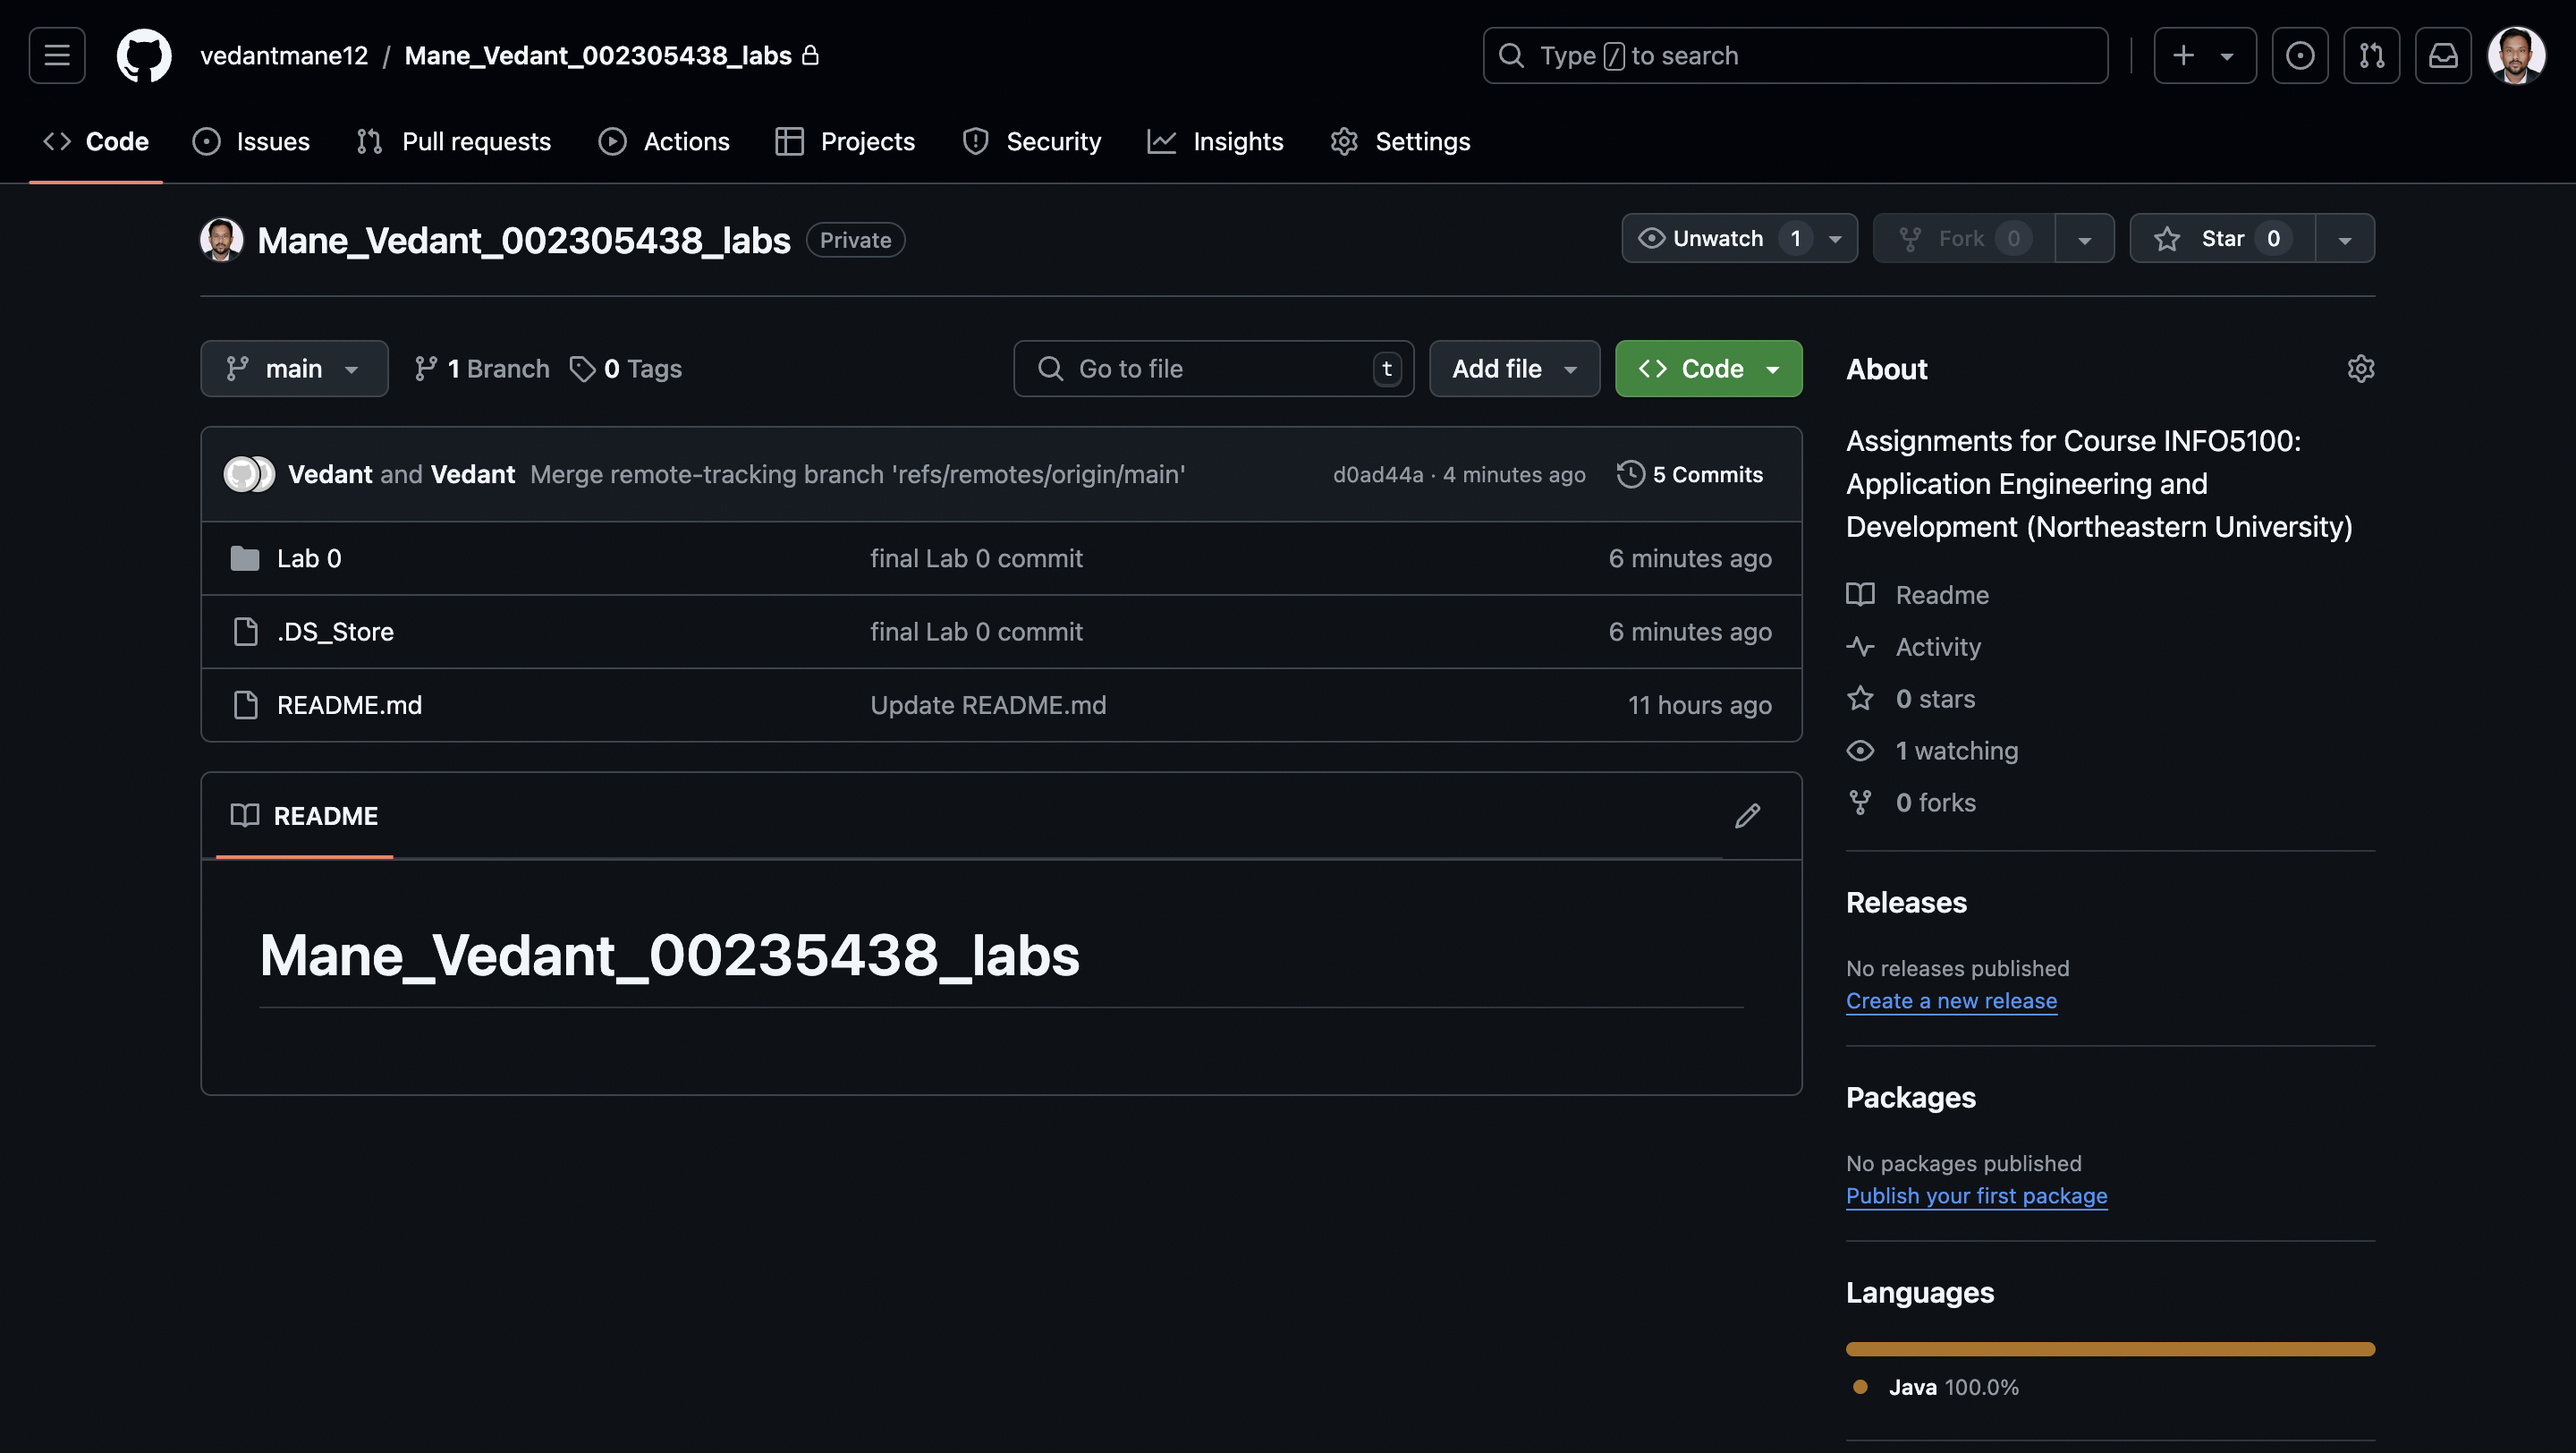 vedantmane12 / Mane_Vedant_002305438_labs
Type / to search
Code Issues Pull requests Actions Projects Security Insights Settings
Mane_Vedant_002305438_labs Private
Unwatch 1 Fork 0 Star 0
main 1 Branch 0 Tags
Go to file t Add file Code
Vedant and Vedant Merge remote-tracking branch 'refs/remotes/origin/main' d0ad44a · 4 minutes ago 5 Commits
Lab 0 final Lab 0 commit 6 minutes ago
.DS_Store final Lab 0 commit 6 minutes ago
README.md Update README.md 11 hours ago
README
Mane_Vedant_00235438_labs
About
Assignments for Course INFO5100:
Application Engineering and
Development (Northeastern University)
Readme
Activity
0 stars
1 watching
0 forks
Releases
No releases published
Create a new release
Packages
No packages published
Publish your first package
Languages
Java 100.0%